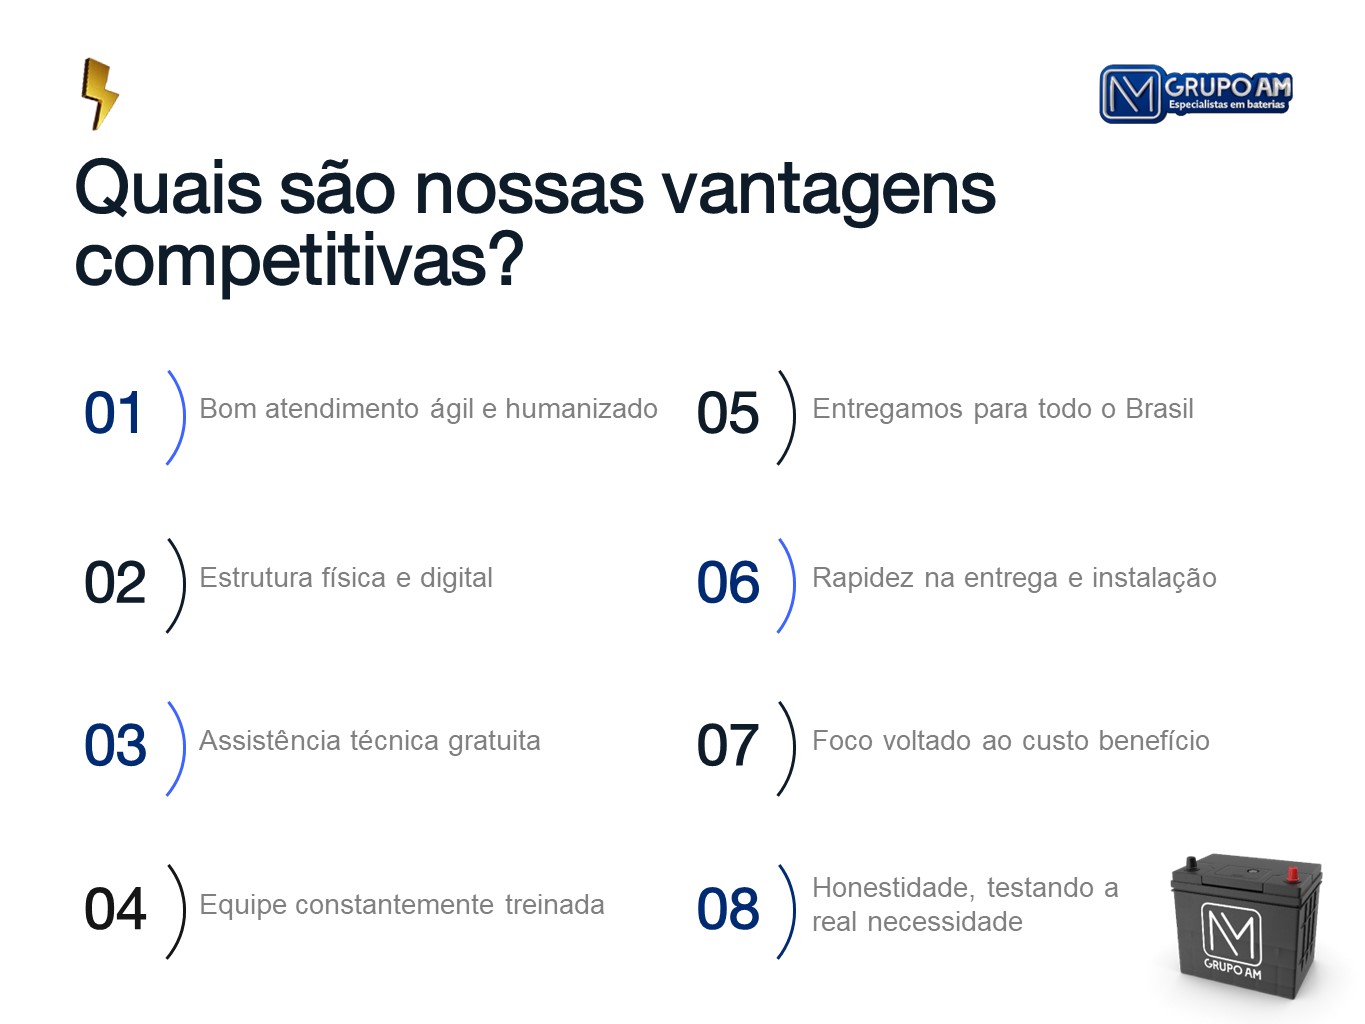 GRUPO AM
Especialistas em baterias
Quais são nossas vantagens
competitivas?
01
Bom atendimento ágil e humanizado
02
Estrutura física e digital
03
Assistência técnica gratuita
04
Equipe constantemente treinada
05
Entregamos para todo o Brasil
06
Rapidez na entrega e instalação
07
Foco voltado ao custo benefício
08
Honestidade, testando a
real necessidade
GRUPO AM